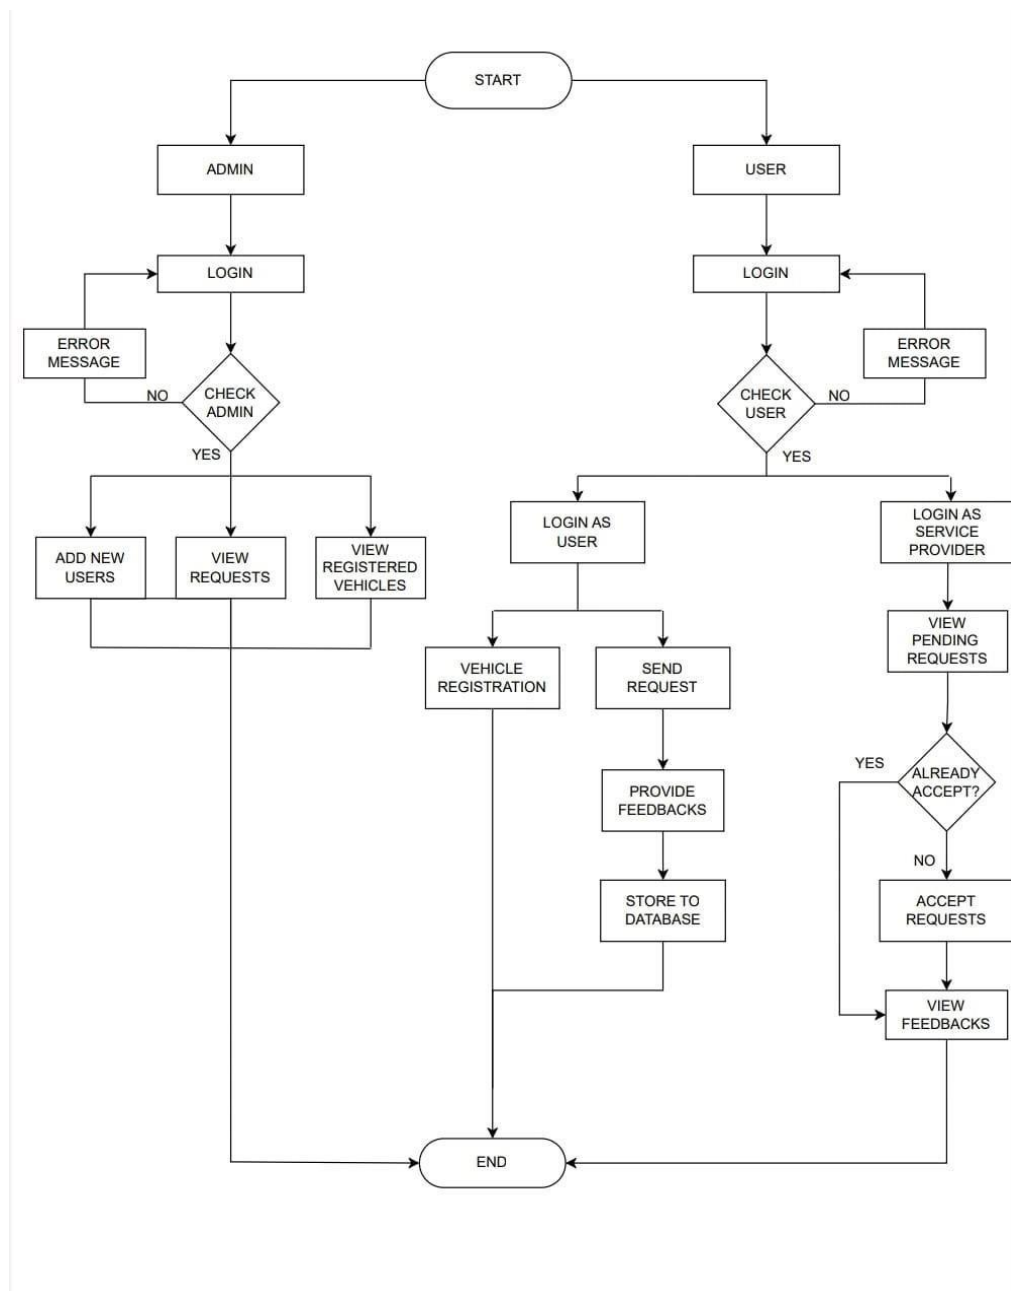 START
ADMIN
USER
LOGIN
LOGIN
ERROR
MESSAGE
ERROR
MESSAGE
NO
CHECK
ADMIN
CHECK
USER
NO
YES
YES
ADD NEW
USERS
VIEW
REQUESTS
VIEW
REGISTERED
VEHICLES
LOGIN AS
USER
LOGIN AS
SERVICE
PROVIDER
VEHICLE
REGISTRATION
SEND
REQUEST
VIEW
PENDING
REQUESTS
PROVIDE
FEEDBACKS
YES
ALREADY
ACCEPT?
NO
STORE TO
DATABASE
ACCEPT
REQUESTS
VIEW
FEEDBACKS
END